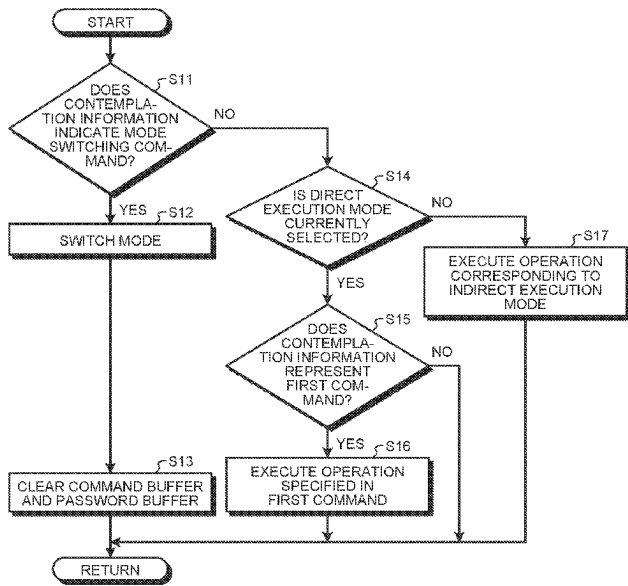 START
S11
DOES
CONTEMPLA-
TION INFORMATION
INDICATE MODE
SWITCHING COM-
MAND?
NO
YES
S12
SWITCH MODE
S14
IS DIRECT
EXECUTION MODE
CURRENTLY
SELECTED?
NO
YES
S17
EXECUTE OPERATION
CORRESPONDING TO
INDIRECT EXECUTION
MODE
S15
DOES
CONTEMPLA-
TION INFORMATION
REPRESENT
FIRST COM-
MAND?
NO
YES
S16
EXECUTE OPERATION
SPECIFIED IN
FIRST COMMAND
S13
CLEAR COMMAND BUFFER
AND PASSWORD BUFFER
RETURN